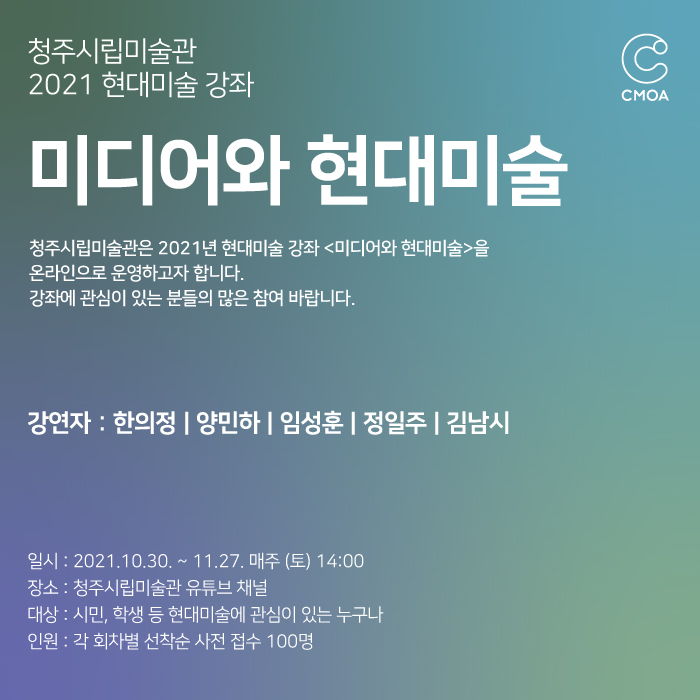 청주시립미술관
2021 현대미술 강좌
CMOA
미디어와 현대미술
청주시립미술관은 2021년 현대미술 강좌 <미디어와 현대미술>을
온라인으로 운영하고자 합니다.
강좌에 관심이 있는 분들의 많은 참여 바랍니다.
강연자 : 한의정 | 양민하 | 임성훈 | 정일주 | 김남시
일시 : 2021.10.30. ~ 11.27. 매주 (토) 14:00
장소 : 청주시립미술관 유튜브 채널
대상 : 시민, 학생 등 현대미술에 관심이 있는 누구나
인원 : 각 회차별 선착순 사전 접수 100명